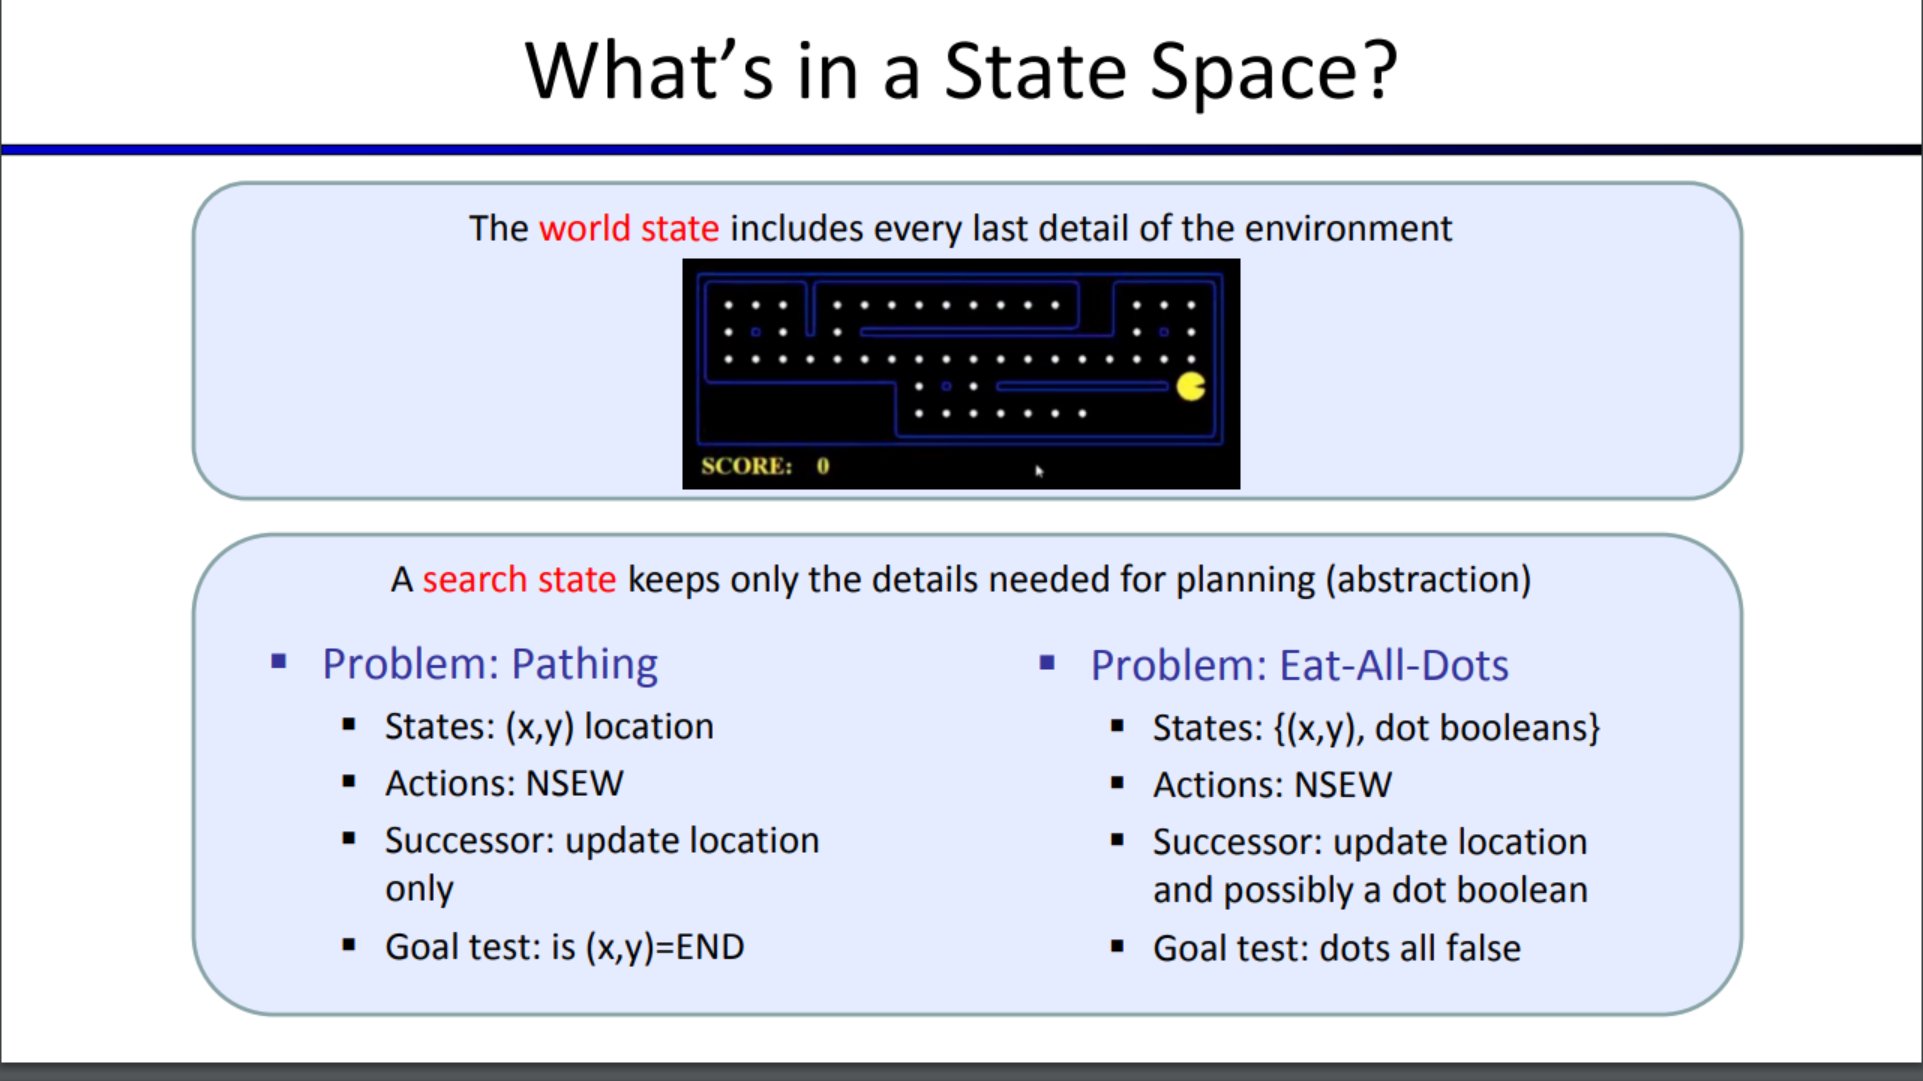 What’s in a State Space?
The world state includes every last detail of the environment
SCORE: 0
A search state keeps only the details needed for planning (abstraction)
Problem: Pathing
States: (x,y) location
Actions: NSEW
Successor: update location
only
Goal test: is (x,y)=END
Problem: Eat-All-Dots
States: {(x,y), dot booleans}
Actions: NSEW
Successor: update location
and possibly a dot boolean
Goal test: dots all false